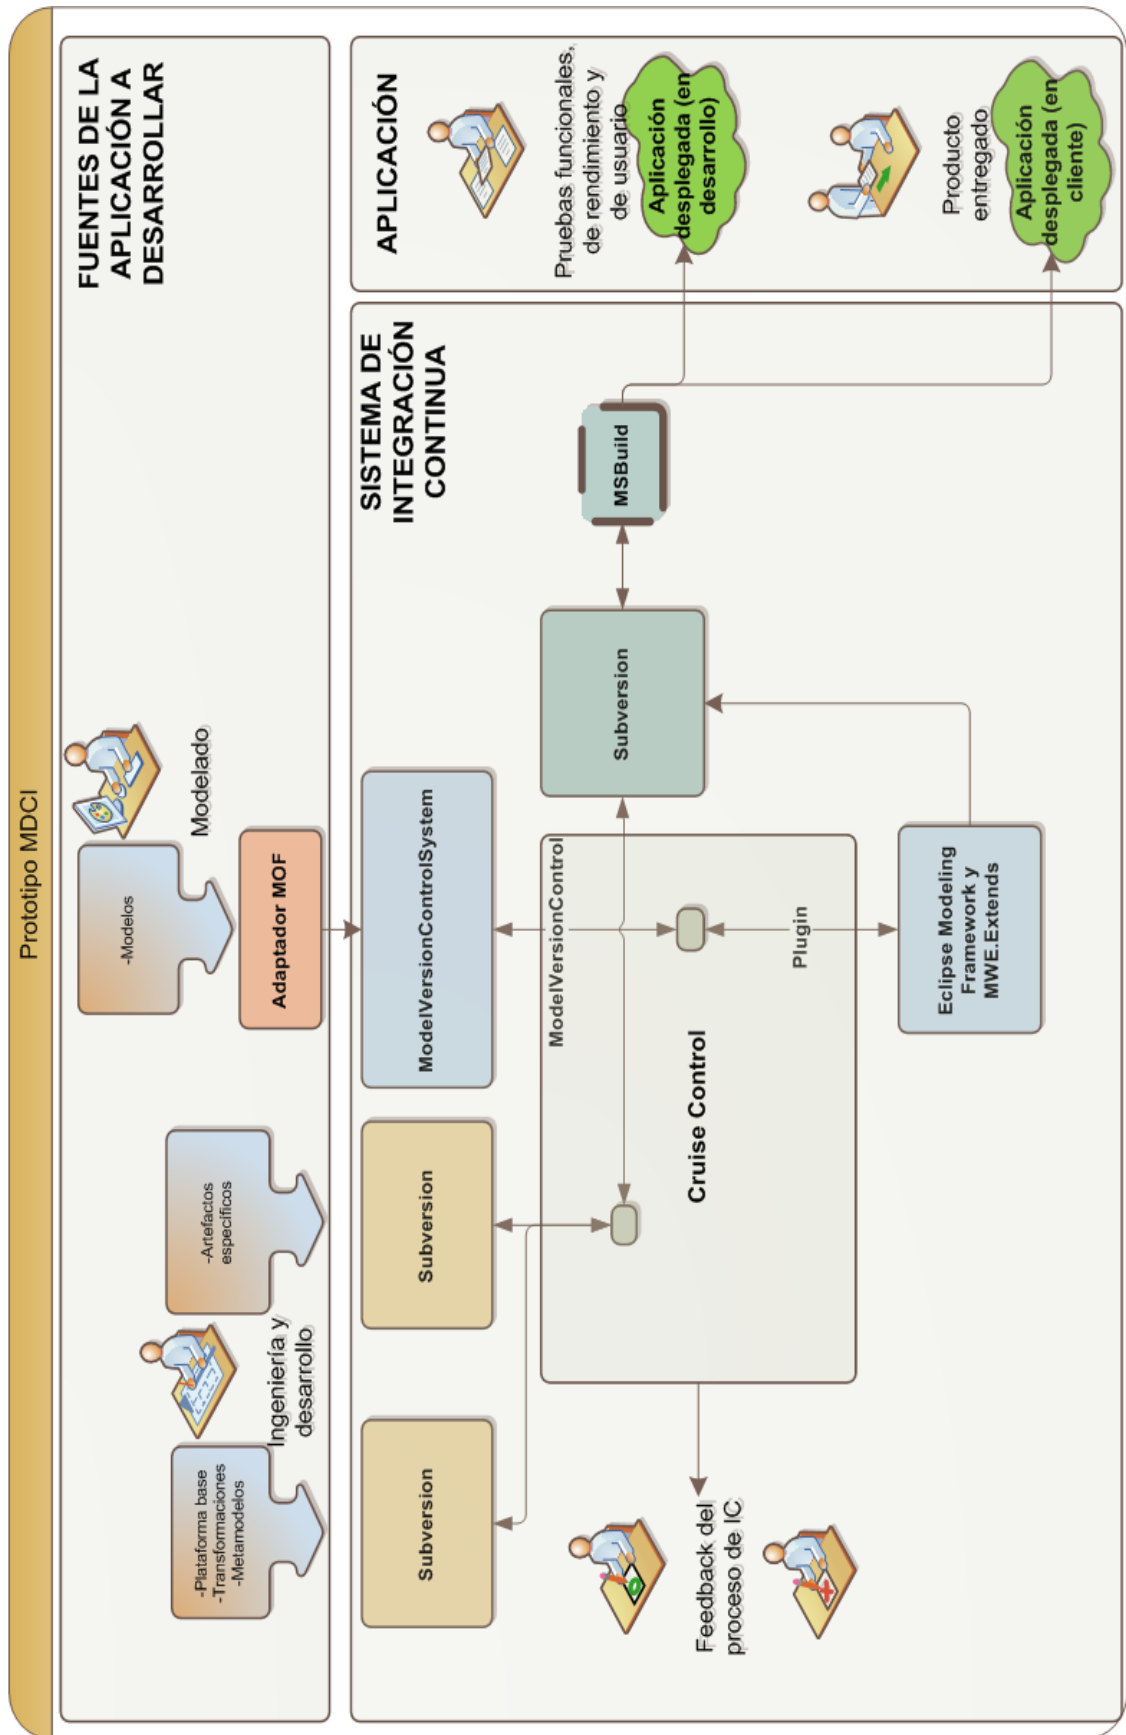 Prototipo MDCI
FUENTES DE LA
APLICACIÓN A
DESARROLLAR
-Plataforma base
-Transformaciones
-Metamodelos
Ingeniería y
desarrollo
-Artefactos
específicos
-Modelos
Modelado
Adaptador MOF
SISTEMA DE
INTEGRACIÓN
CONTINUA
Subversion
Subversion
ModelVersionControlSystem
ModelVersionControl
Cruise Control
Plugin
Subversion
MSBuild
Eclipse Modeling
Framework y
MWE.Extends
Feedback del
proceso de IC
APLICACIÓN
Pruebas funcionales,
de rendimiento y
de usuario
Aplicación
desplegada (en
desarrollo)
Producto
entregado
Aplicación
desplegada (en
cliente)